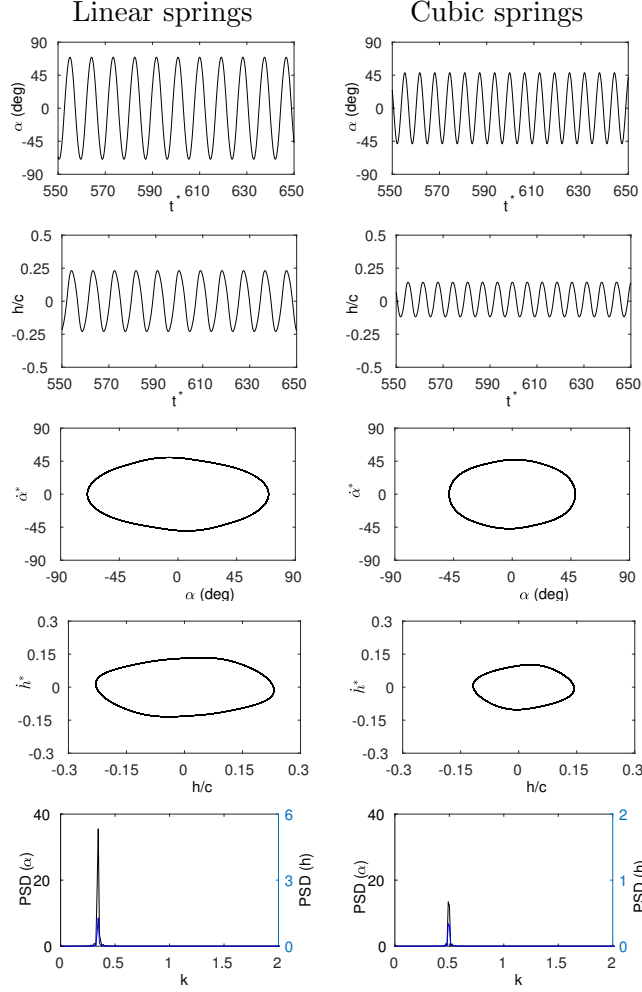 Linear springs
Cubic springs
90
45
0
-45
-90
α (deg)
550 570 590 610 630 650
t*
90
45
0
-45
-90
α (deg)
550 570 590 610 630 650
t*
0.5
0.25
0
-0.25
-0.5
h/c
550 570 590 610 630 650
t*
0.5
0.25
0
-0.25
-0.5
h/c
550 570 590 610 630 650
t*
90
45
0
-45
-90
α̇*
-90 -45 0 45 90
α (deg)
90
45
0
-45
-90
α̇*
-90 -45 0 45 90
α (deg)
0.3
0.15
0
-0.15
-0.3
ḣ*
-0.3 -0.15 0 0.15 0.3
h/c
0.3
0.15
0
-0.15
-0.3
ḣ*
-0.3 -0.15 0 0.15 0.3
h/c
40
20
0
PSD (α)
6
3
0
PSD (h)
0 0.5 1 1.5 2
k
40
20
0
PSD (α)
2
1
0
PSD (h)
0 0.5 1 1.5 2
k